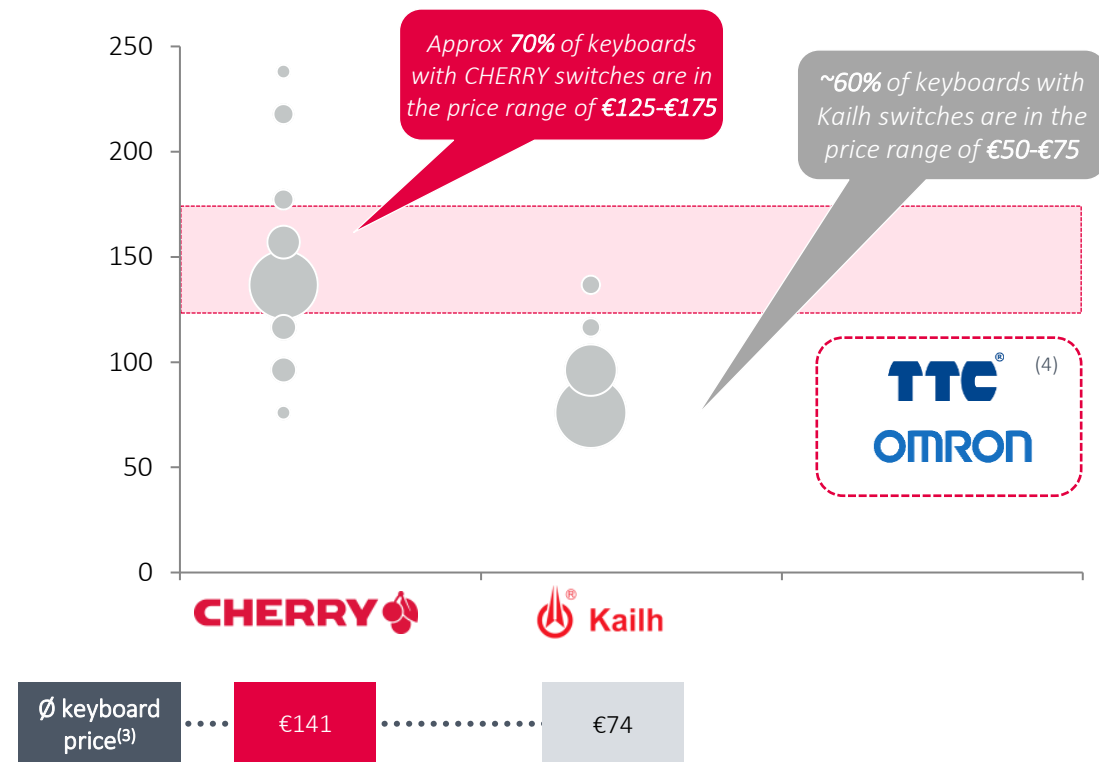 250
200
150
100
50
0
Approx 70% of keyboards
with CHERRY switches are in
the price range of €125-€175
~60% of keyboards with
Kailh switches are in the
price range of €50-€75
TTC® (4)
OMRON
CHERRY
Kailh®
Ø keyboard
price(3)
€141
€74